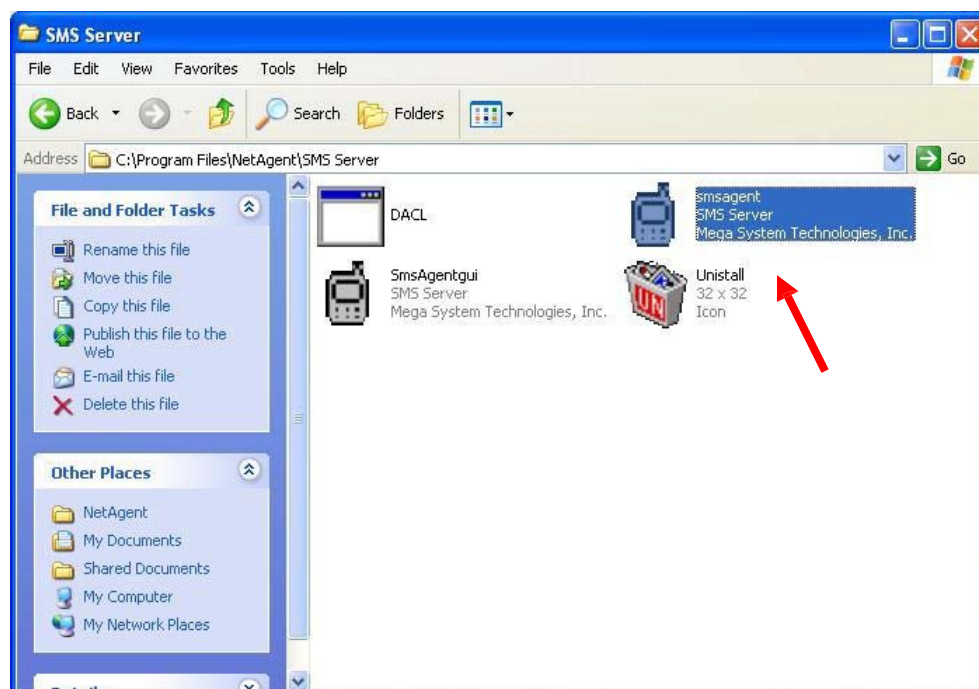 SMS Server
File Edit View Favorites Tools Help
Back Search Folders
Address C:\Program Files\NetAgent\SMS Server Go
File and Folder Tasks
Rename this file
Move this file
Copy this file
Publish this file to the
Web
E-mail this file
Delete this file
Other Places
NetAgent
My Documents
Shared Documents
My Computer
My Network Places
DACL
smsagent
SMS Server
Mega System Technologies, Inc.
SmsAgentgui
SMS Server
Mega System Technologies, Inc.
UN
Unistall
32 x 32
Icon